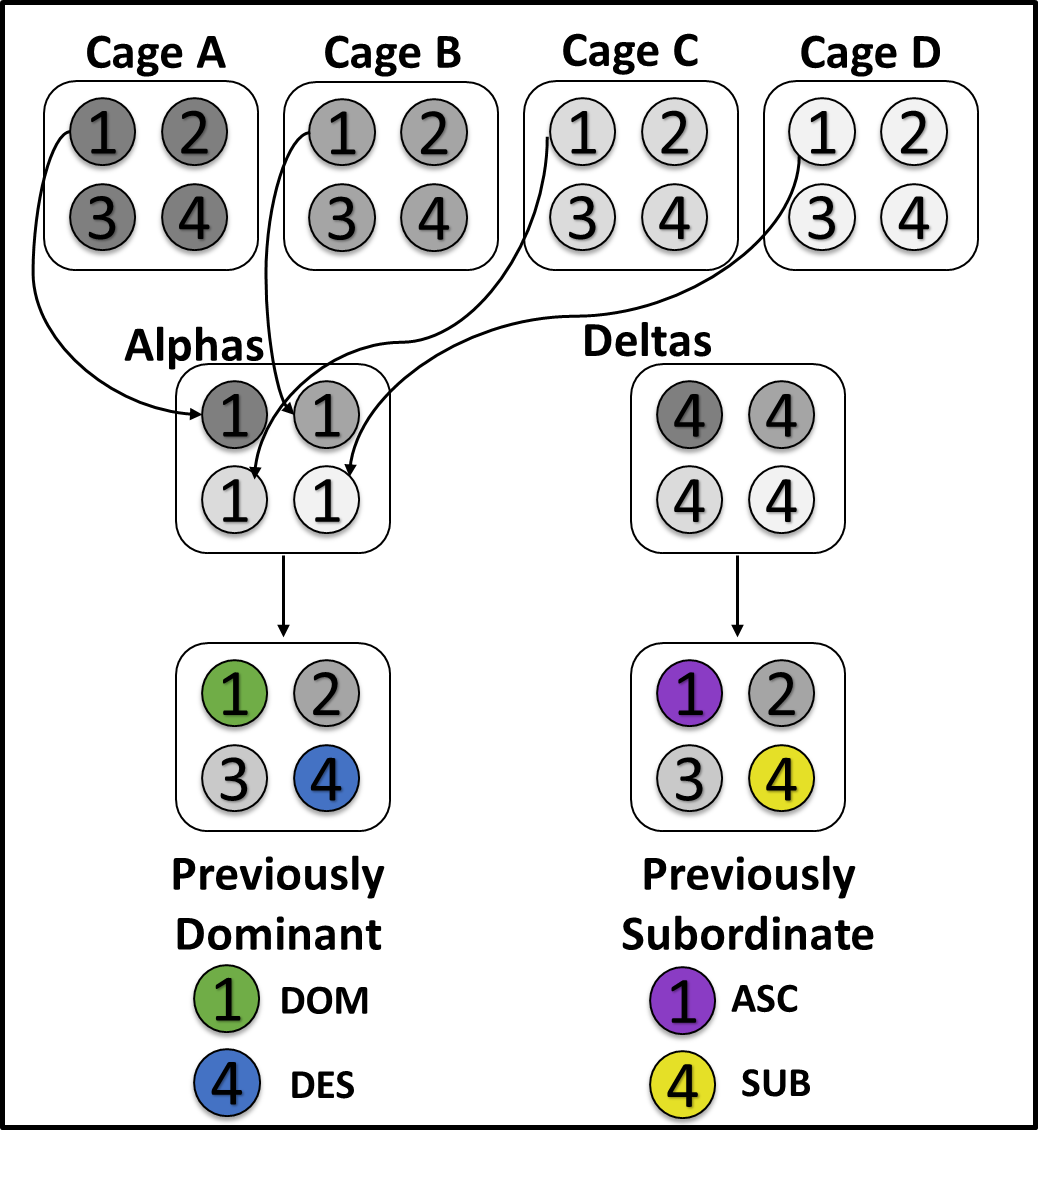 Cage A Cage B Cage C Cage D
1 2 1 2 1 2 1 2
3 4 3 4 3 4 3 4
Alphas Deltas
1 1 4 4
1 1 4 4
1 2 1 2
3 4 3 4
Previously Previously
Dominant Subordinate
1 DOM 1 ASC
4 DES 4 SUB